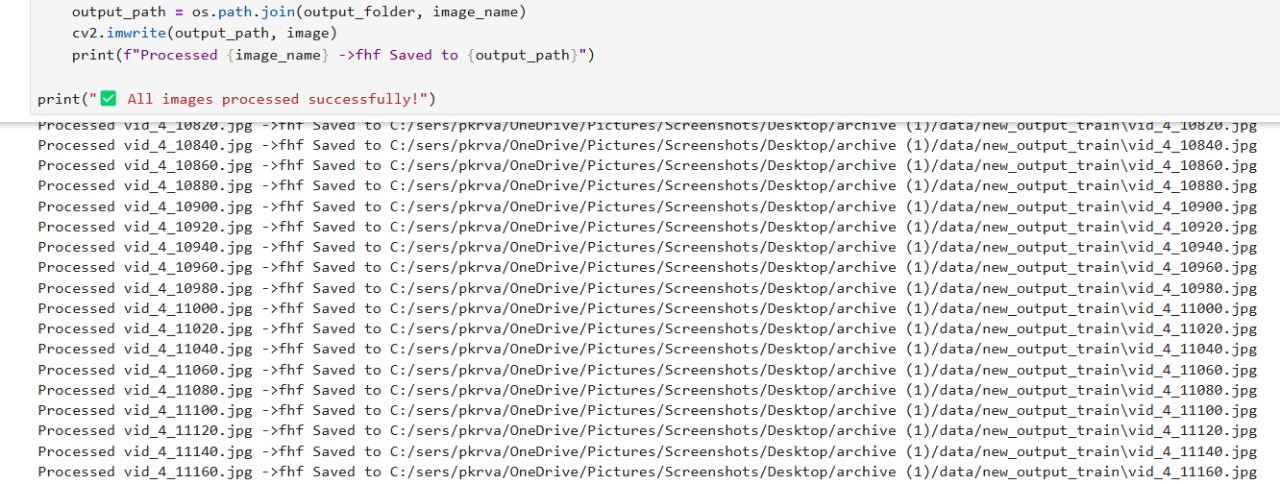 output_path = os.path.join(output_folder, image_name)
cv2.imwrite(output_path, image)
print(f"Processed {image_name} ->fhf Saved to {output_path}")
print("✅ All images processed successfully!")
Processed vid_4_10820.jpg ->fhf Saved to C:/sers/pkrva/OneDrive/Pictures/Screenshots/Desktop/archive (1)/data/new_output_train\vid_4_10820.jpg
Processed vid_4_10840.jpg ->fhf Saved to C:/sers/pkrva/OneDrive/Pictures/Screenshots/Desktop/archive (1)/data/new_output_train\vid_4_10840.jpg
Processed vid_4_10860.jpg ->fhf Saved to C:/sers/pkrva/OneDrive/Pictures/Screenshots/Desktop/archive (1)/data/new_output_train\vid_4_10860.jpg
Processed vid_4_10880.jpg ->fhf Saved to C:/sers/pkrva/OneDrive/Pictures/Screenshots/Desktop/archive (1)/data/new_output_train\vid_4_10880.jpg
Processed vid_4_10900.jpg ->fhf Saved to C:/sers/pkrva/OneDrive/Pictures/Screenshots/Desktop/archive (1)/data/new_output_train\vid_4_10900.jpg
Processed vid_4_10920.jpg ->fhf Saved to C:/sers/pkrva/OneDrive/Pictures/Screenshots/Desktop/archive (1)/data/new_output_train\vid_4_10920.jpg
Processed vid_4_10940.jpg ->fhf Saved to C:/sers/pkrva/OneDrive/Pictures/Screenshots/Desktop/archive (1)/data/new_output_train\vid_4_10940.jpg
Processed vid_4_10960.jpg ->fhf Saved to C:/sers/pkrva/OneDrive/Pictures/Screenshots/Desktop/archive (1)/data/new_output_train\vid_4_10960.jpg
Processed vid_4_10980.jpg ->fhf Saved to C:/sers/pkrva/OneDrive/Pictures/Screenshots/Desktop/archive (1)/data/new_output_train\vid_4_10980.jpg
Processed vid_4_11000.jpg ->fhf Saved to C:/sers/pkrva/OneDrive/Pictures/Screenshots/Desktop/archive (1)/data/new_output_train\vid_4_11000.jpg
Processed vid_4_11020.jpg ->fhf Saved to C:/sers/pkrva/OneDrive/Pictures/Screenshots/Desktop/archive (1)/data/new_output_train\vid_4_11020.jpg
Processed vid_4_11040.jpg ->fhf Saved to C:/sers/pkrva/OneDrive/Pictures/Screenshots/Desktop/archive (1)/data/new_output_train\vid_4_11040.jpg
Processed vid_4_11060.jpg ->fhf Saved to C:/sers/pkrva/OneDrive/Pictures/Screenshots/Desktop/archive (1)/data/new_output_train\vid_4_11060.jpg
Processed vid_4_11080.jpg ->fhf Saved to C:/sers/pkrva/OneDrive/Pictures/Screenshots/Desktop/archive (1)/data/new_output_train\vid_4_11080.jpg
Processed vid_4_11100.jpg ->fhf Saved to C:/sers/pkrva/OneDrive/Pictures/Screenshots/Desktop/archive (1)/data/new_output_train\vid_4_11100.jpg
Processed vid_4_11120.jpg ->fhf Saved to C:/sers/pkrva/OneDrive/Pictures/Screenshots/Desktop/archive (1)/data/new_output_train\vid_4_11120.jpg
Processed vid_4_11140.jpg ->fhf Saved to C:/sers/pkrva/OneDrive/Pictures/Screenshots/Desktop/archive (1)/data/new_output_train\vid_4_11140.jpg
Processed vid_4_11160.jpg ->fhf Saved to C:/sers/pkrva/OneDrive/Pictures/Screenshots/Desktop/archive (1)/data/new_output_train\vid_4_11160.jpg